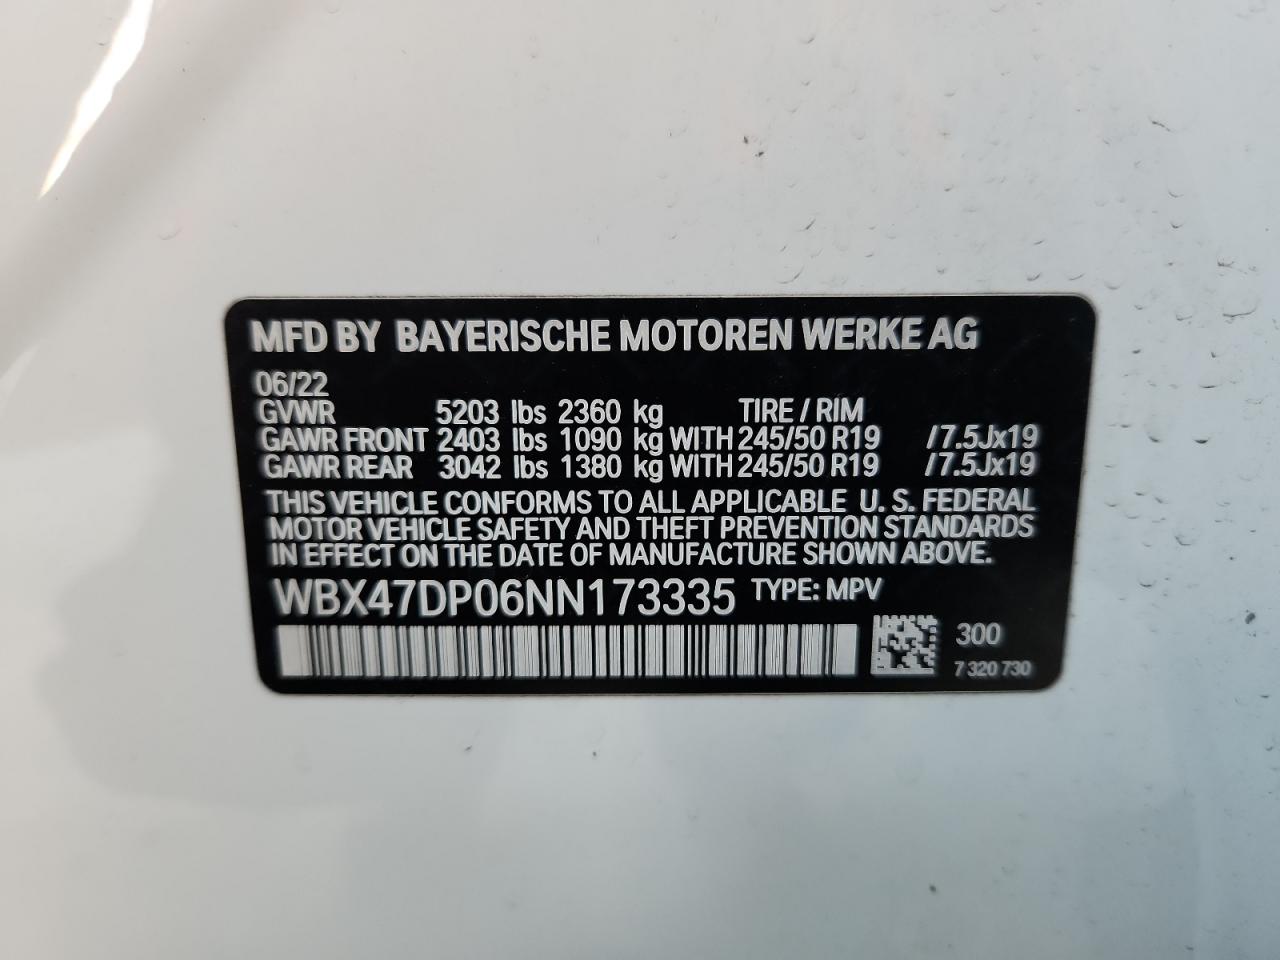 MFD BY BAYERISCHE MOTOREN WERKE AG
06/22
GVWR 5203 lbs 2360 kg TIRE / RIM
GAWR FRONT 2403 lbs 1090 kg WITH 245/50 R19 /7.5Jx19
GAWR REAR 3042 lbs 1380 kg WITH 245/50 R19 /7.5Jx19
THIS VEHICLE CONFORMS TO ALL APPLICABLE U. S. FEDERAL
MOTOR VEHICLE SAFETY AND THEFT PREVENTION STANDARDS
IN EFFECT ON THE DATE OF MANUFACTURE SHOWN ABOVE.
WBX47DP06NN173335 TYPE: MPV
300
7 320 730